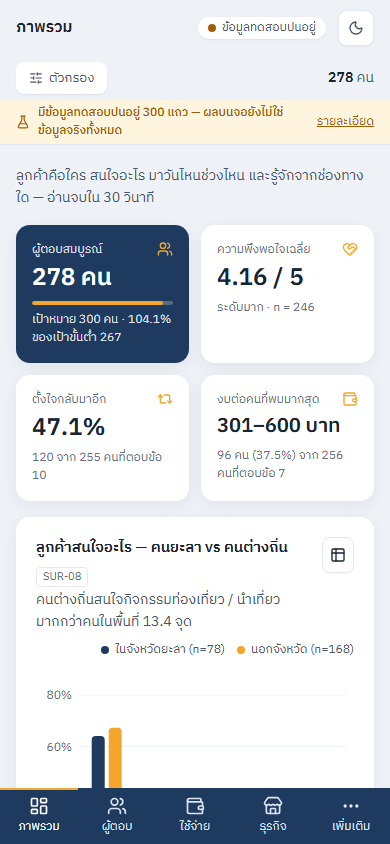 ภาพรวม
ข้อมูลทดสอบปนอยู่
ตัวกรอง
278 คน
มีข้อมูลทดสอบปนอยู่ 300 แถว — ผลบนจอยังไม่ใช่
ข้อมูลจริงทั้งหมด
รายละเอียด
ลูกค้าคือใคร สนใจอะไร มาวันไหนช่วงไหน และรู้จักจากช่องทาง
ใด — อ่านจบใน 30 วินาที
ผู้ตอบสมบูรณ์
278 คน
เป้าหมาย 300 คน · 104.1%
ของเป้าขั้นต่ำ 267
ความพึงพอใจเฉลี่ย
4.16 / 5
ระดับมาก · n = 246
ตั้งใจกลับมาอีก
47.1%
120 จาก 255 คนที่ตอบข้อ
10
งบต่อคนที่พบมากสุด
301–600 บาท
96 คน (37.5%) จาก 256
คนที่ตอบข้อ 7
ลูกค้าสนใจอะไร — คนยะลา vs คนต่างถิ่น
SUR-08
คนต่างถิ่นสนใจกิจกรรมท่องเที่ยว / นำเที่ยว
มากกว่าคนในพื้นที่ 13.4 จุด
ในจังหวัดยะลา (n=78)
นอกจังหวัด (n=168)
80%
60%
ภาพรวม
ผู้ตอบ
ใช้จ่าย
ธุรกิจ
เพิ่มเติม